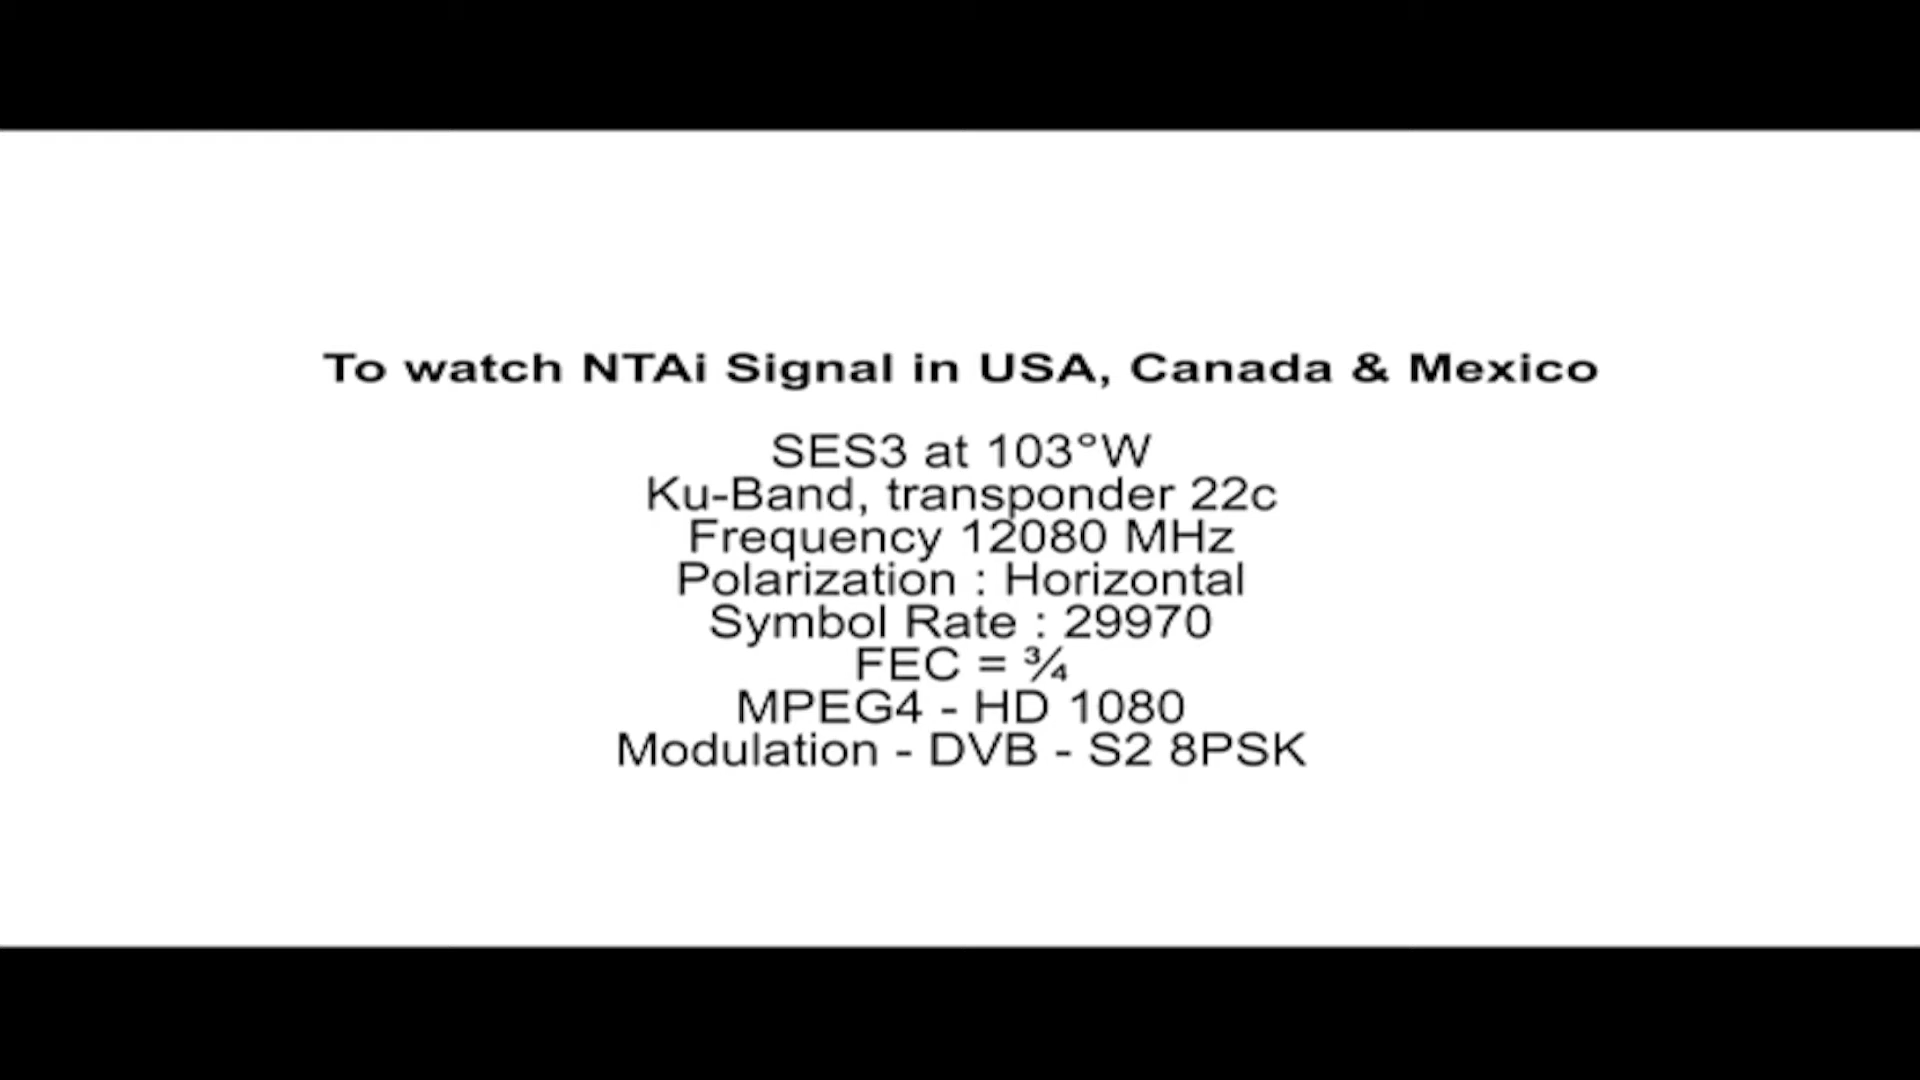 To watch NTAi Signal in USA, Canada & Mexico
SES3 at 103°W
Ku-Band, transponder 22c
Frequency 12080 MHz
Polarization : Horizontal
Symbol Rate : 29970
FEC = ¾
MPEG4 - HD 1080
Modulation - DVB - S2 8PSK